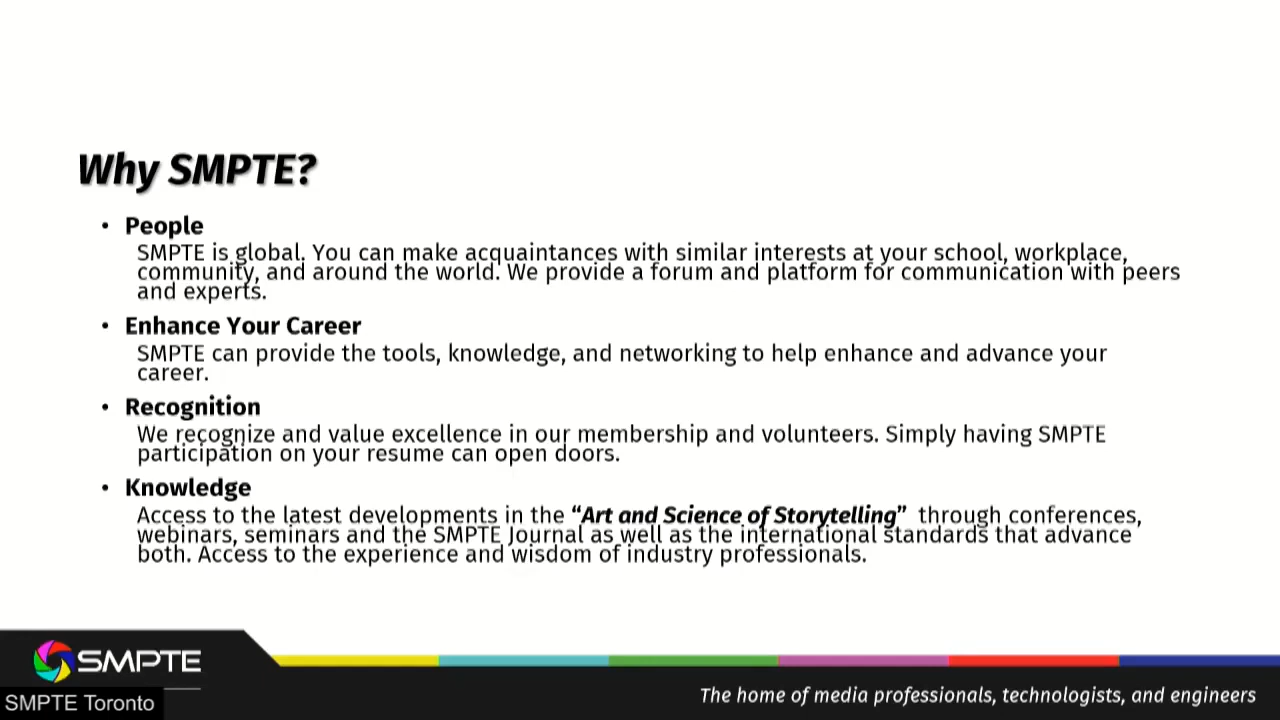 Why SMPTE?
• People
SMPTE is global. You can make acquaintances with similar interests at your school, workplace,
community, and around the world. We provide a forum and platform for communication with peers
and experts.
• Enhance Your Career
SMPTE can provide the tools, knowledge, and networking to help enhance and advance your
career.
• Recognition
We recognize and value excellence in our membership and volunteers. Simply having SMPTE
participation on your resume can open doors.
• Knowledge
Access to the latest developments in the “Art and Science of Storytelling” through conferences,
webinars, seminars and the SMPTE Journal as well as the international standards that advance
both. Access to the experience and wisdom of industry professionals.
SMPTE
SMPTE Toronto
The home of media professionals, technologists, and engineers